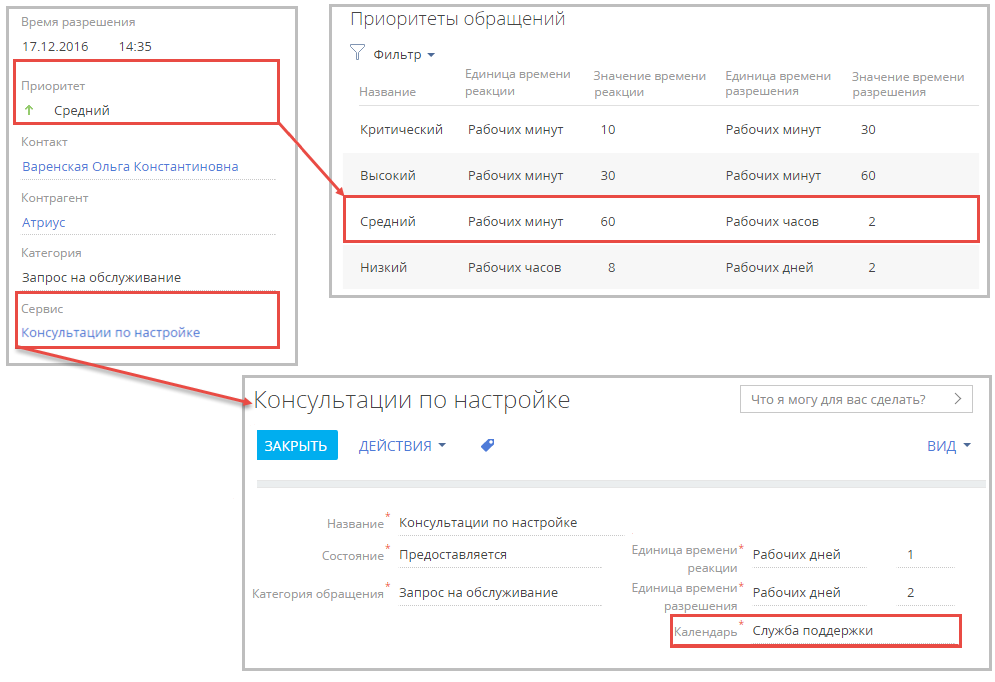 Время разрешения
17.12.2016 14:35
Приоритет
Средний
Контакт
Варенская Ольга Константиновна
Контрагент
Атриус
Категория
Запрос на обслуживание
Сервис
Консультации по настройке
Приоритеты обращений
Фильтр
Название Единица времени реакции Значение времени реакции Единица времени разрешения Значение времени разрешения
Критический Рабочих минут 10 Рабочих минут 30
Высокий Рабочих минут 30 Рабочих минут 60
Средний Рабочих минут 60 Рабочих часов 2
Низкий Рабочих часов 8 Рабочих дней 2
Консультации по настройке
Что я могу для вас сделать?
ЗАКРЫТЬ ДЕЙСТВИЯ ВИД
Название* Консультации по настройке
Состояние* Предоставляется
Категория обращения* Запрос на обслуживание
Единица времени* реакции Рабочих дней 1
Единица времени* разрешения Рабочих дней 2
Календарь* Служба поддержки